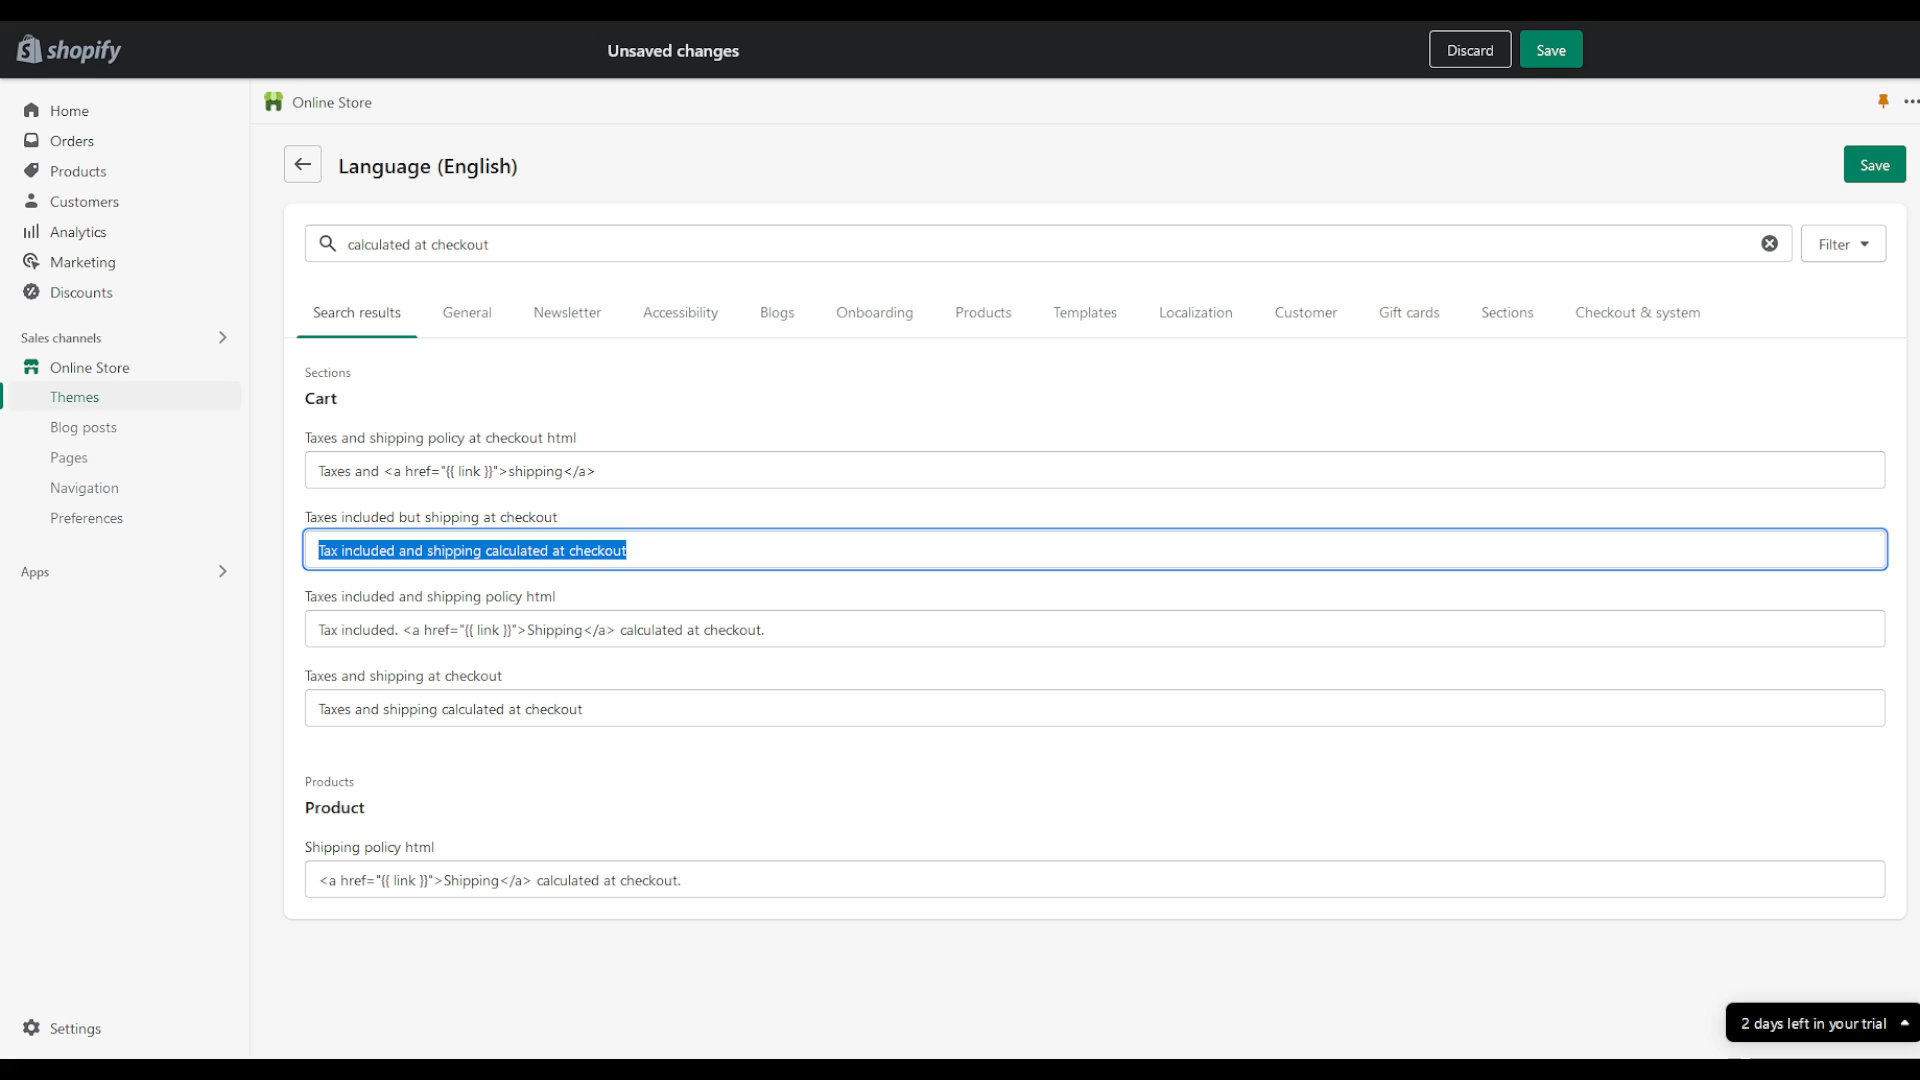 shopify
Unsaved changes
Discard
Save
Home
Orders
Products
Customers
Analytics
Marketing
Discounts
Sales channels
Online Store
Themes
Blog posts
Pages
Navigation
Preferences
Apps
Settings
Online Store
Language (English)
Save
calculated at checkout
Filter
Search results General Newsletter Accessibility Blogs Onboarding Products Templates Localization Customer Gift cards Sections Checkout & system
Sections
Cart
Taxes and shipping policy at checkout html
Taxes and <a href="{{ link }}">shipping</a>
Taxes included but shipping at checkout
Tax included and shipping calculated at checkout
Taxes included and shipping policy html
Tax included. <a href="{{ link }}">Shipping</a> calculated at checkout.
Taxes and shipping at checkout
Taxes and shipping calculated at checkout
Products
Product
Shipping policy html
<a href="{{ link }}">Shipping</a> calculated at checkout.
2 days left in your trial